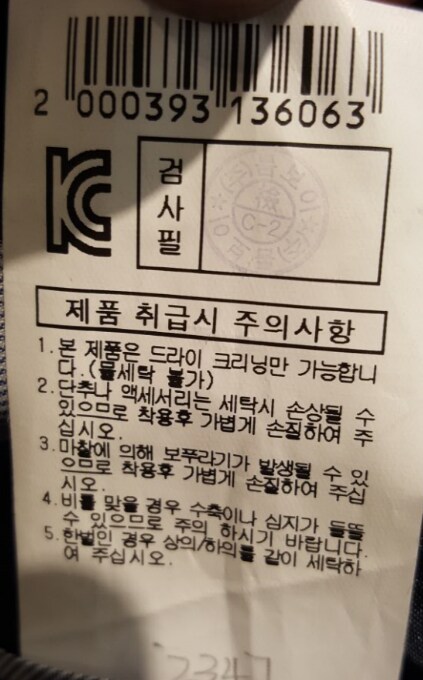 2 000393 136063
KC
검사필
C-2
제품 취급시 주의사항
1. 본 제품은 드라이 크리닝만 가능합니
다.(물세탁 불가)
2. 단추나 액세서리는 세탁시 손상될 수
있으므로 착용후 가볍게 손질하여 주
십시오.
3. 마찰에 의해 보푸라기가 발생될 수 있
으므로 착용후 가볍게 손질하여 주십
시오.
4. 비를 맞을 경우 수축이나 심지가 들뜰
수 있으므로 주의 하시기 바랍니다.
5. 한벌인 경우 상의/하의를 같이 세탁하
여 주십시오.
2347